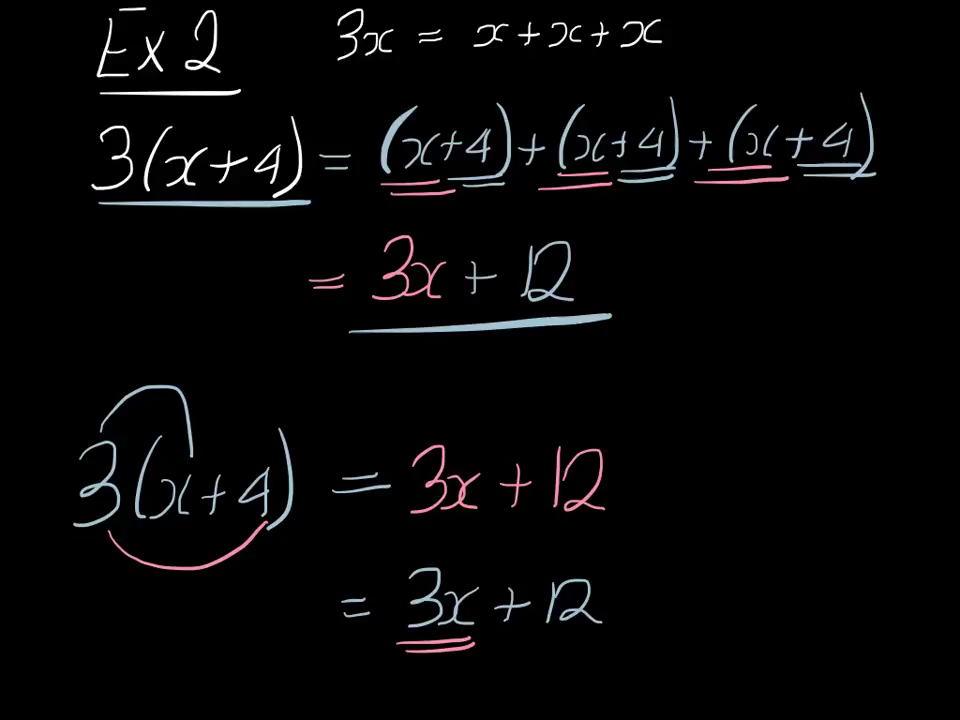 Ex 2
3x = x + x + x
3(x+4) = (x+4) + (x+4) + (x+4)
= 3x + 12
3(x+4) = 3x + 12
= 3x + 12